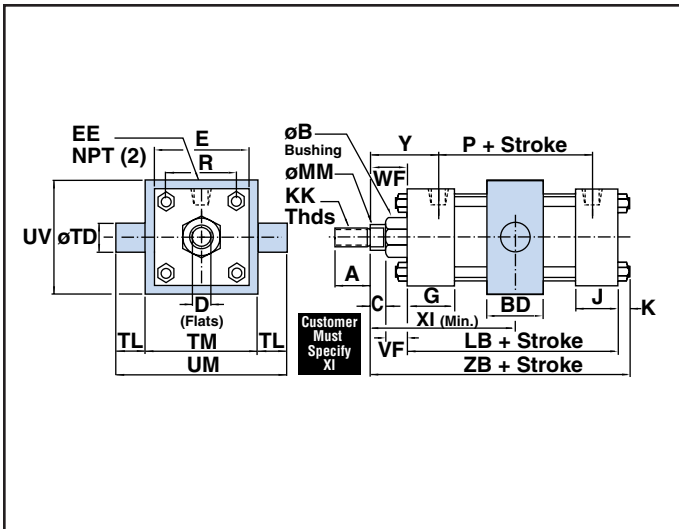 EE
NPT (2)
E
R
UV
øTD
D
(Flats)
TL
TM
TL
UM
øB
Bushing
øMM
KK
Thds
Y
P + Stroke
WF
A
C
G
BD
J
K
XI (Min.)
VF
LB + Stroke
ZB + Stroke
Customer
Must
Specify
XI